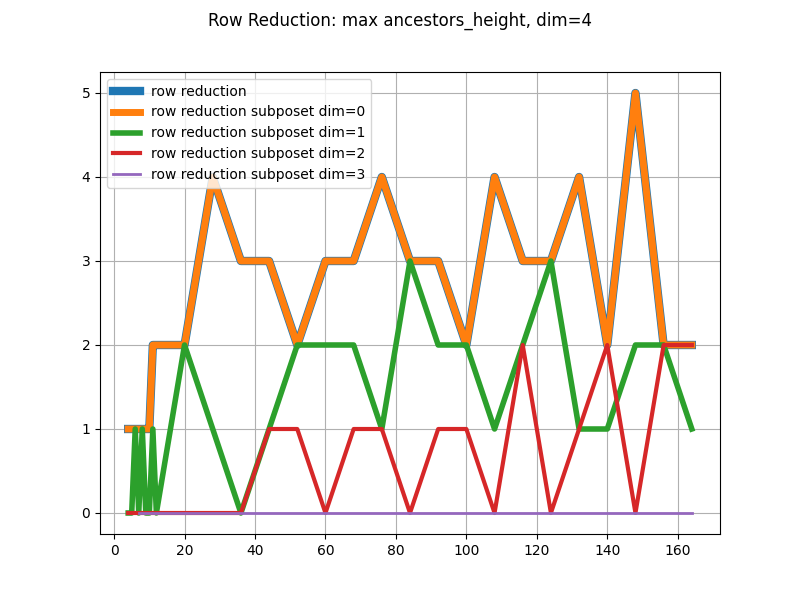 Row Reduction: max ancestors_height, dim=4
row reduction
row reduction subposet dim=0
row reduction subposet dim=1
row reduction subposet dim=2
row reduction subposet dim=3
5
4
3
2
1
0
0 20 40 60 80 100 120 140 160